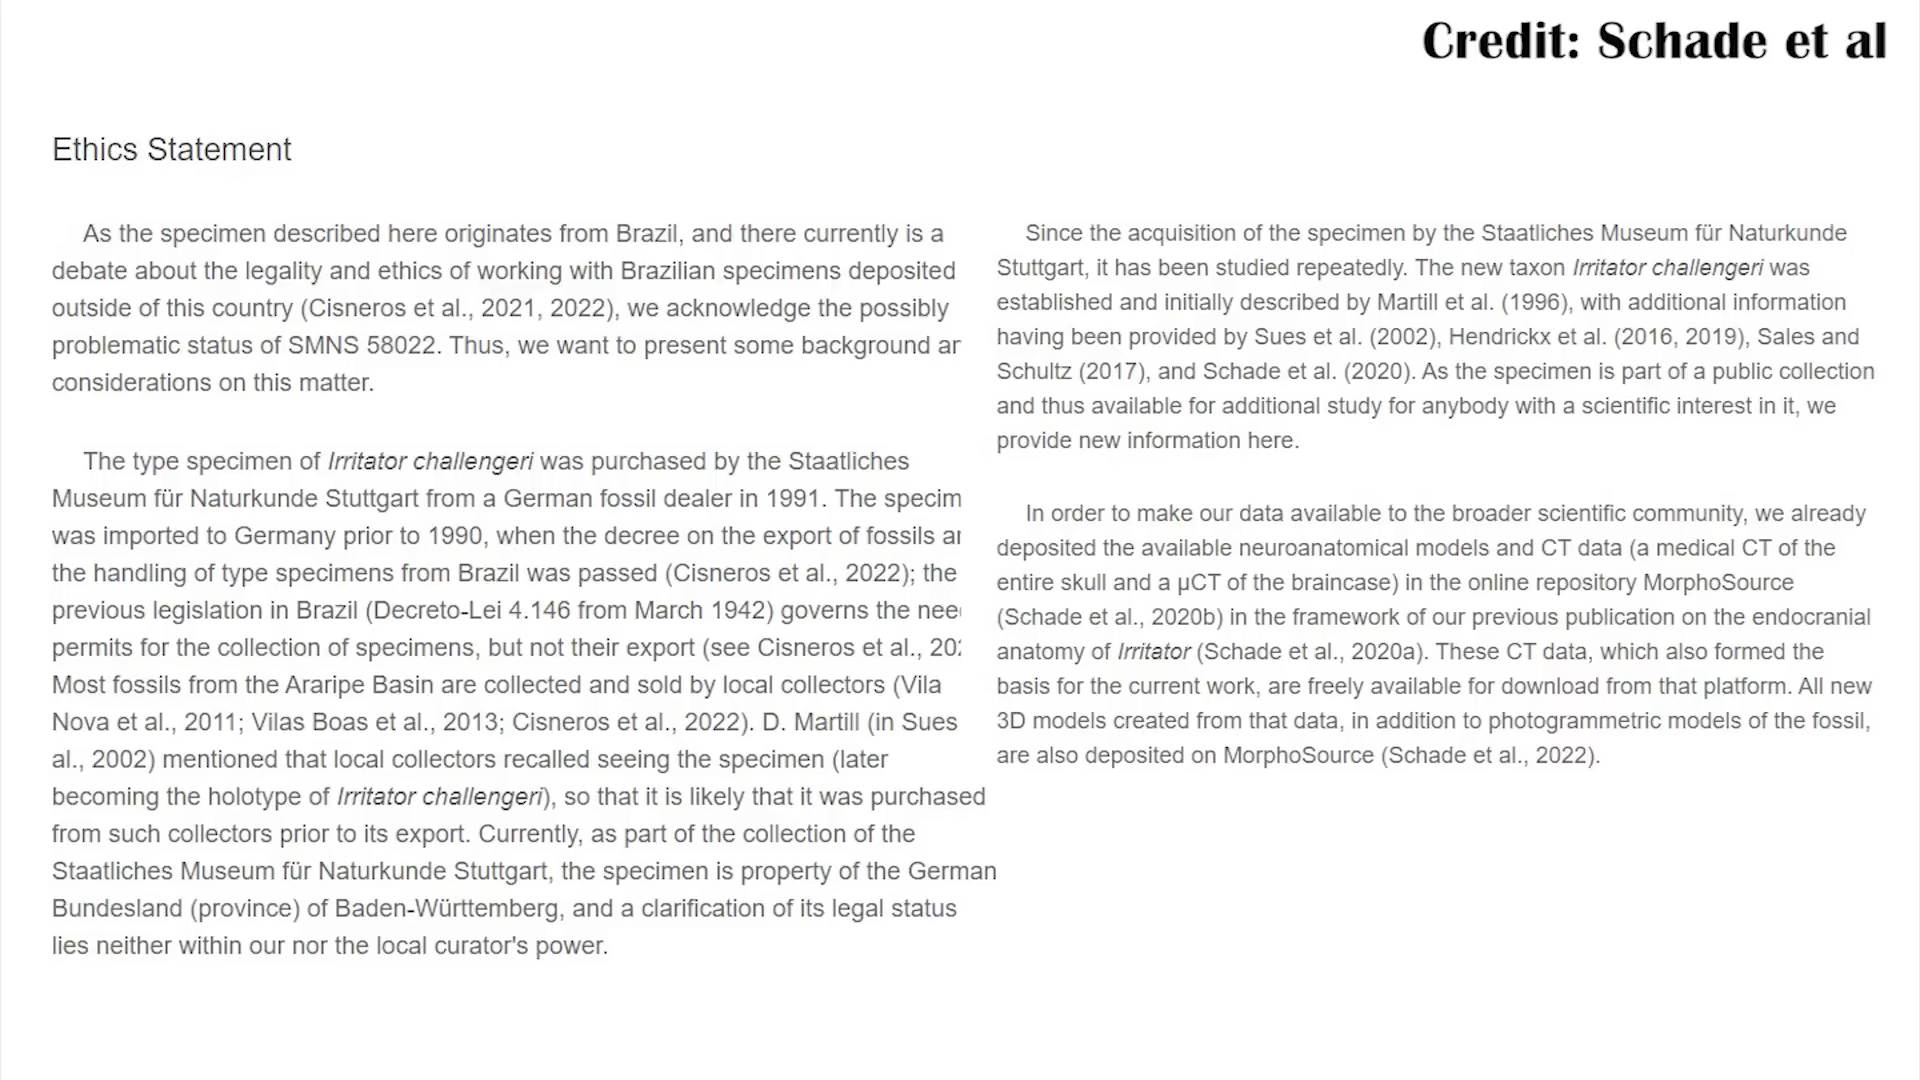 Credit: Schade et al
Ethics Statement
As the specimen described here originates from Brazil, and there currently is a
debate about the legality and ethics of working with Brazilian specimens deposited
outside of this country (Cisneros et al., 2021, 2022), we acknowledge the possibly
problematic status of SMNS 58022. Thus, we want to present some background
considerations on this matter.
The type specimen of Irritator challengeri was purchased by the Staatliches
Museum für Naturkunde Stuttgart from a German fossil dealer in 1991. The
was imported to Germany prior to 1990, when the decree on the export of fossils
the handling of type specimens from Brazil was passed (Cisneros et al., 2022); the
previous legislation in Brazil (Decreto-Lei 4.146 from March 1942) governs the
permits for the collection of specimens, but not their export (see Cisneros et al.,
Most fossils from the Araripe Basin are collected and sold by local collectors (Vila
Nova et al., 2011; Vilas Boas et al., 2013; Cisneros et al., 2022). D. Martill (in Sues
al., 2002) mentioned that local collectors recalled seeing the specimen (later
becoming the holotype of Irritator challengeri), so that it is likely that it was purchased
from such collectors prior to its export. Currently, as part of the collection of the
Staatliches Museum für Naturkunde Stuttgart, the specimen is property of the German
Bundesland (province) of Baden-Württemberg, and a clarification of its legal status
lies neither within our nor the local curator's power.
Since the acquisition of the specimen by the Staatliches Museum für Naturkunde
Stuttgart, it has been studied repeatedly. The new taxon Irritator challengeri was
established and initially described by Martill et al. (1996), with additional information
having been provided by Sues et al. (2002), Hendrickx et al. (2016, 2019), Sales and
Schultz (2017), and Schade et al. (2020). As the specimen is part of a public collection
and thus available for additional study for anybody with a scientific interest in it, we
provide new information here.
In order to make our data available to the broader scientific community, we already
deposited the available neuroanatomical models and CT data (a medical CT of the
entire skull and a µCT of the braincase) in the online repository MorphoSource
(Schade et al., 2020b) in the framework of our previous publication on the endocranial
anatomy of Irritator (Schade et al., 2020a). These CT data, which also formed the
basis for the current work, are freely available for download from that platform. All new
3D models created from that data, in addition to photogrammetric models of the fossil,
are also deposited on MorphoSource (Schade et al., 2022).